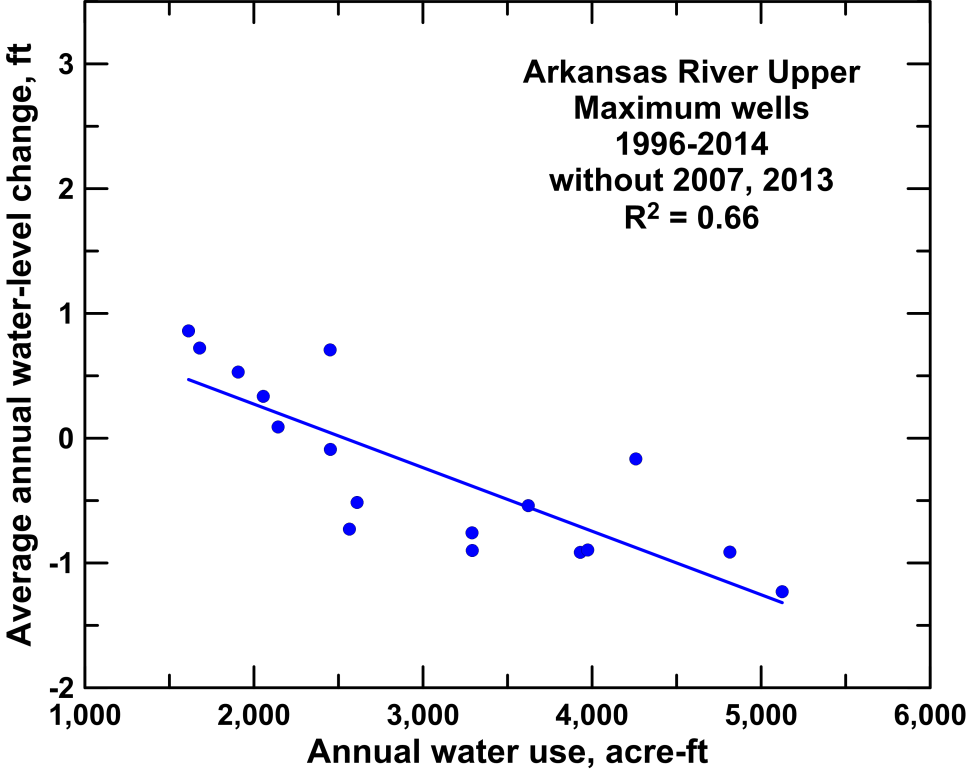 Average annual water-level change, ft
3
2
1
0
-1
-2
Arkansas River Upper
Maximum wells
1996-2014
without 2007, 2013
R² = 0.66
1,000 2,000 3,000 4,000 5,000 6,000
Annual water use, acre-ft